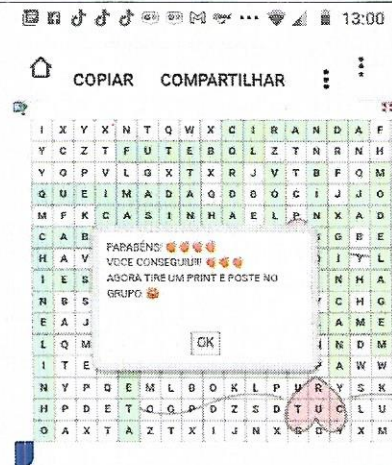 13:00
COPIAR COMPARTILHAR
I X Y X N T Q W X C I R A N D A F
Y C Z T F U T E B O L Z T N R N H
Y O P V L G X T X R J V T B F Q M
Q U E I M A D A Q D B O C I J J
M F K C A S I N H A E L P N X A D
C A B G B E
H A V I Y L
I E S N H A
N B S Y C H G
E A J A M E
L Q M N D M
I T E A W W
N Y P Q E M L B O K L P U R Y S K
H P D E T O G P D Z S D T U C L U
O A X T A Z T X I J N X Y X M
PARABÉNS!
VOCE CONSEGUIU!!!
AGORA TIRE UM PRINT E POSTE NO
GRUPO
OK